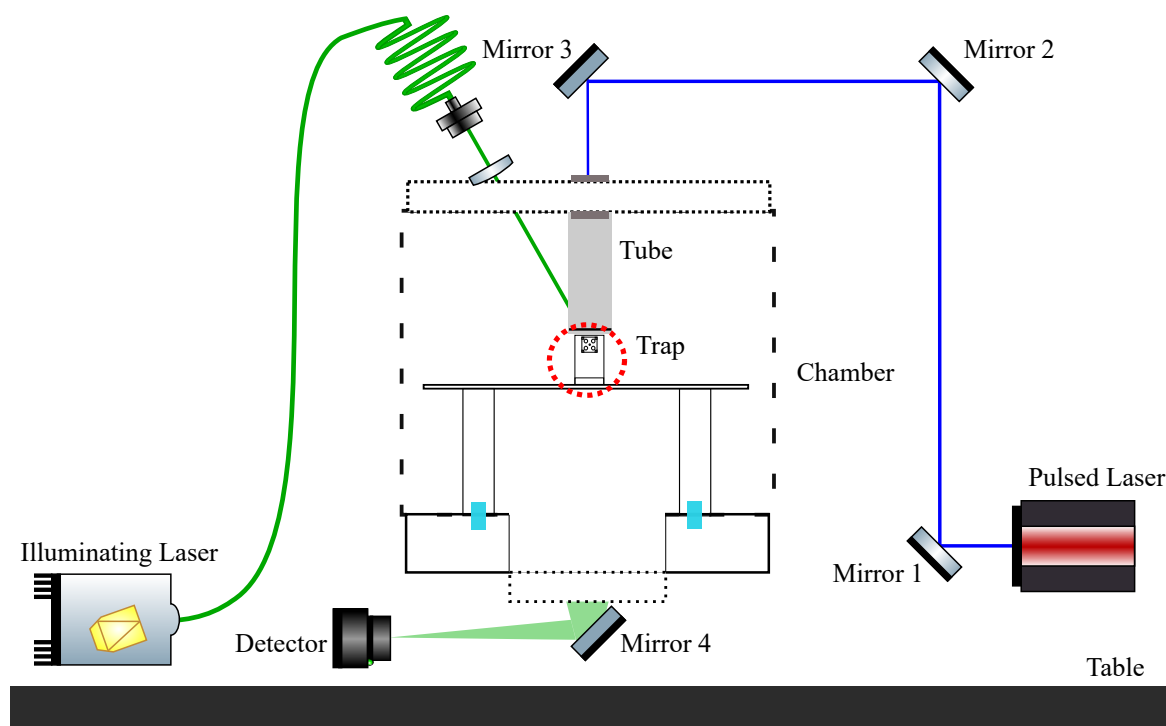 Mirror 3
Mirror 2
Tube
Trap
Chamber
Pulsed Laser
Illuminating Laser
Mirror 1
Detector
Mirror 4
Table